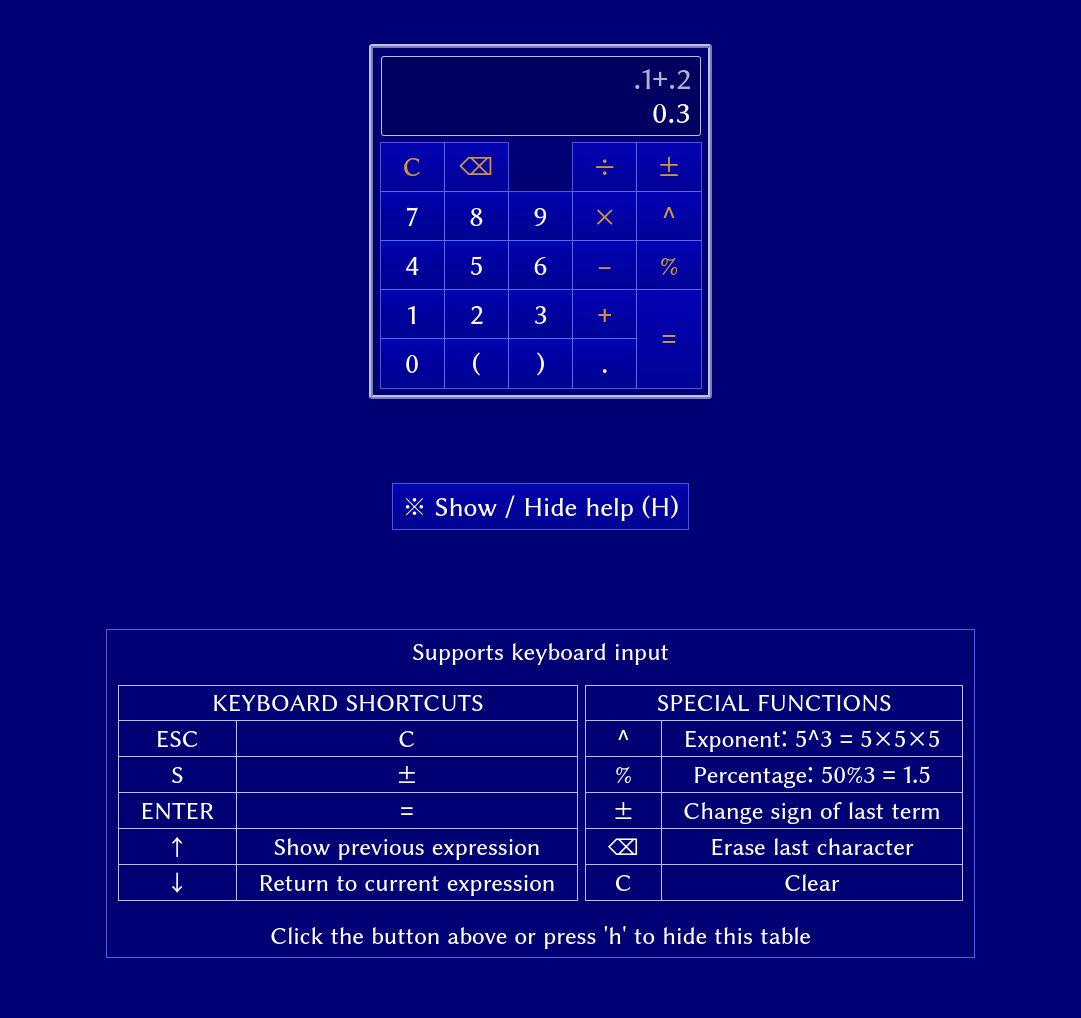 .1+.2
0.3
C ⌫ ÷ ±
7 8 9 × ^
4 5 6 − %
1 2 3 +
=
0 ( ) .
※ Show / Hide help (H)
Supports keyboard input
KEYBOARD SHORTCUTS
ESC C
S ±
ENTER =
↑ Show previous expression
↓ Return to current expression
SPECIAL FUNCTIONS
^ Exponent: 5^3 = 5×5×5
% Percentage: 50%3 = 1.5
± Change sign of last term
⌫ Erase last character
C Clear
Click the button above or press 'h' to hide this table